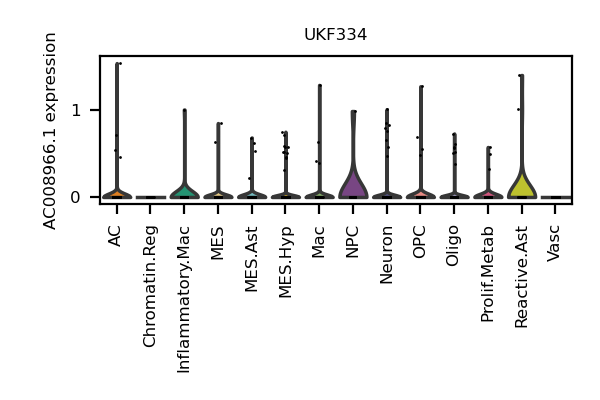 UKF334
AC008966.1 expression
1
0
AC
Chromatin.Reg
Inflammatory.Mac
MES
MES.Ast
MES.Hyp
Mac
NPC
Neuron
OPC
Oligo
Prolif.Metab
Reactive.Ast
Vasc